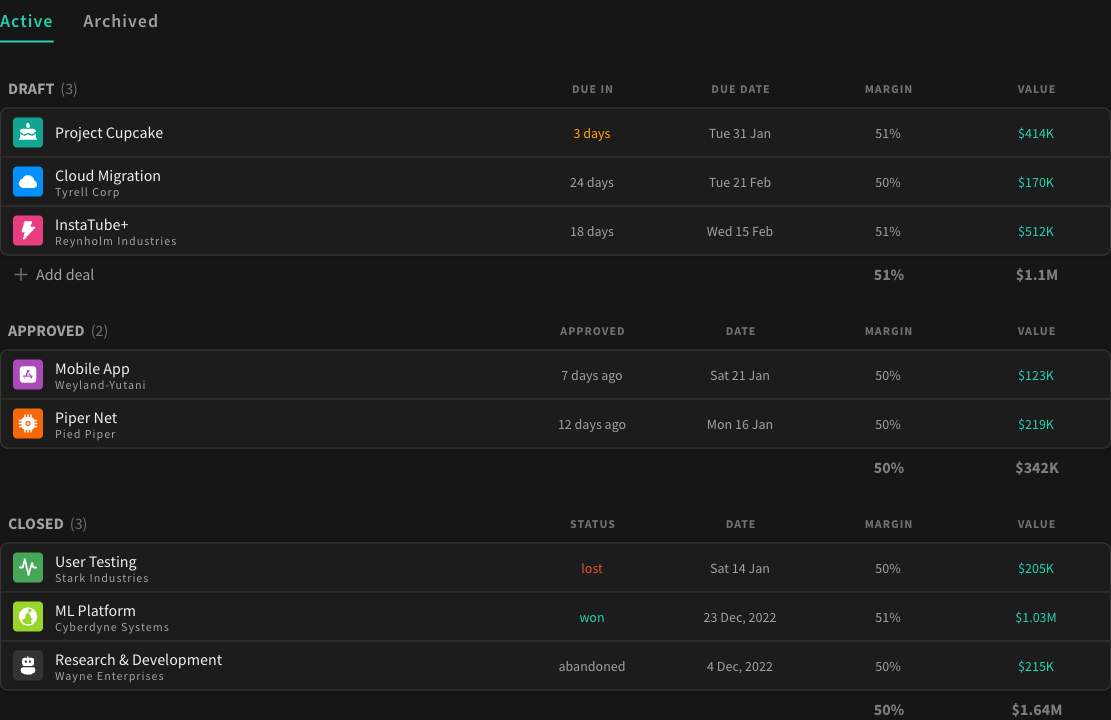 Active Archived
DRAFT (3) DUE IN DUE DATE MARGIN VALUE
Project Cupcake 3 days Tue 31 Jan 51% $414K
Cloud Migration
Tyrell Corp
24 days Tue 21 Feb 50% $170K
InstaTube+
Reynholm Industries
18 days Wed 15 Feb 51% $512K
Add deal 51% $1.1M
APPROVED (2) APPROVED DATE MARGIN VALUE
Mobile App
Weyland-Yutani
7 days ago Sat 21 Jan 50% $123K
Piper Net
Pied Piper
12 days ago Mon 16 Jan 50% $219K
50% $342K
CLOSED (3) STATUS DATE MARGIN VALUE
User Testing
Stark Industries
lost Sat 14 Jan 50% $205K
ML Platform
Cyberdyne Systems
won 23 Dec, 2022 51% $1.03M
Research & Development
Wayne Enterprises
abandoned 4 Dec, 2022 50% $215K
50% $1.64M